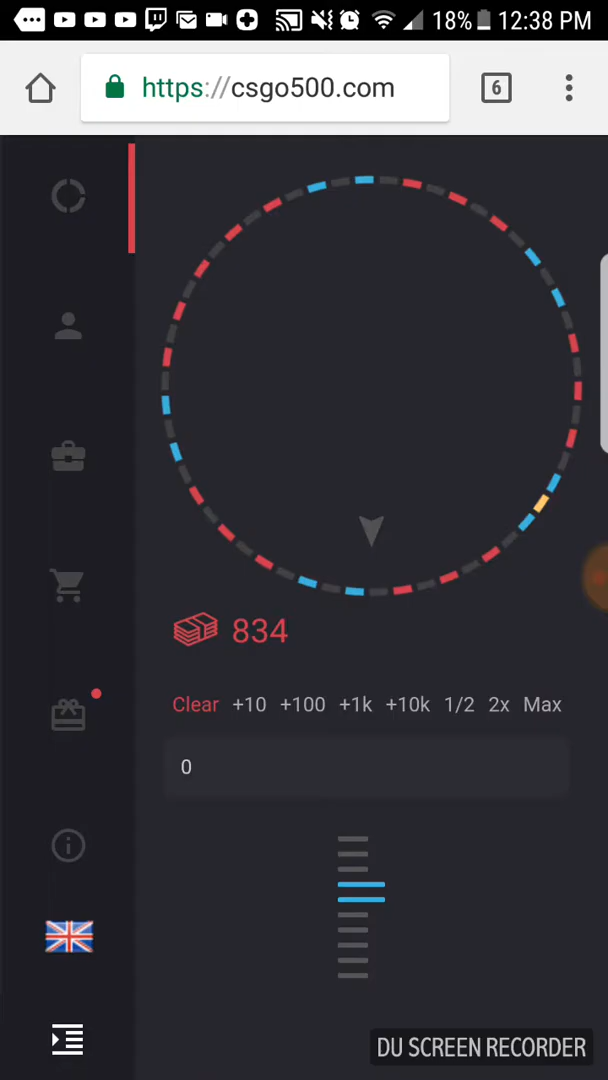 18% 12:38 PM
https://csgo500.com
6
834
Clear +10 +100 +1k +10k 1/2 2x Max
0
DU SCREEN RECORDER